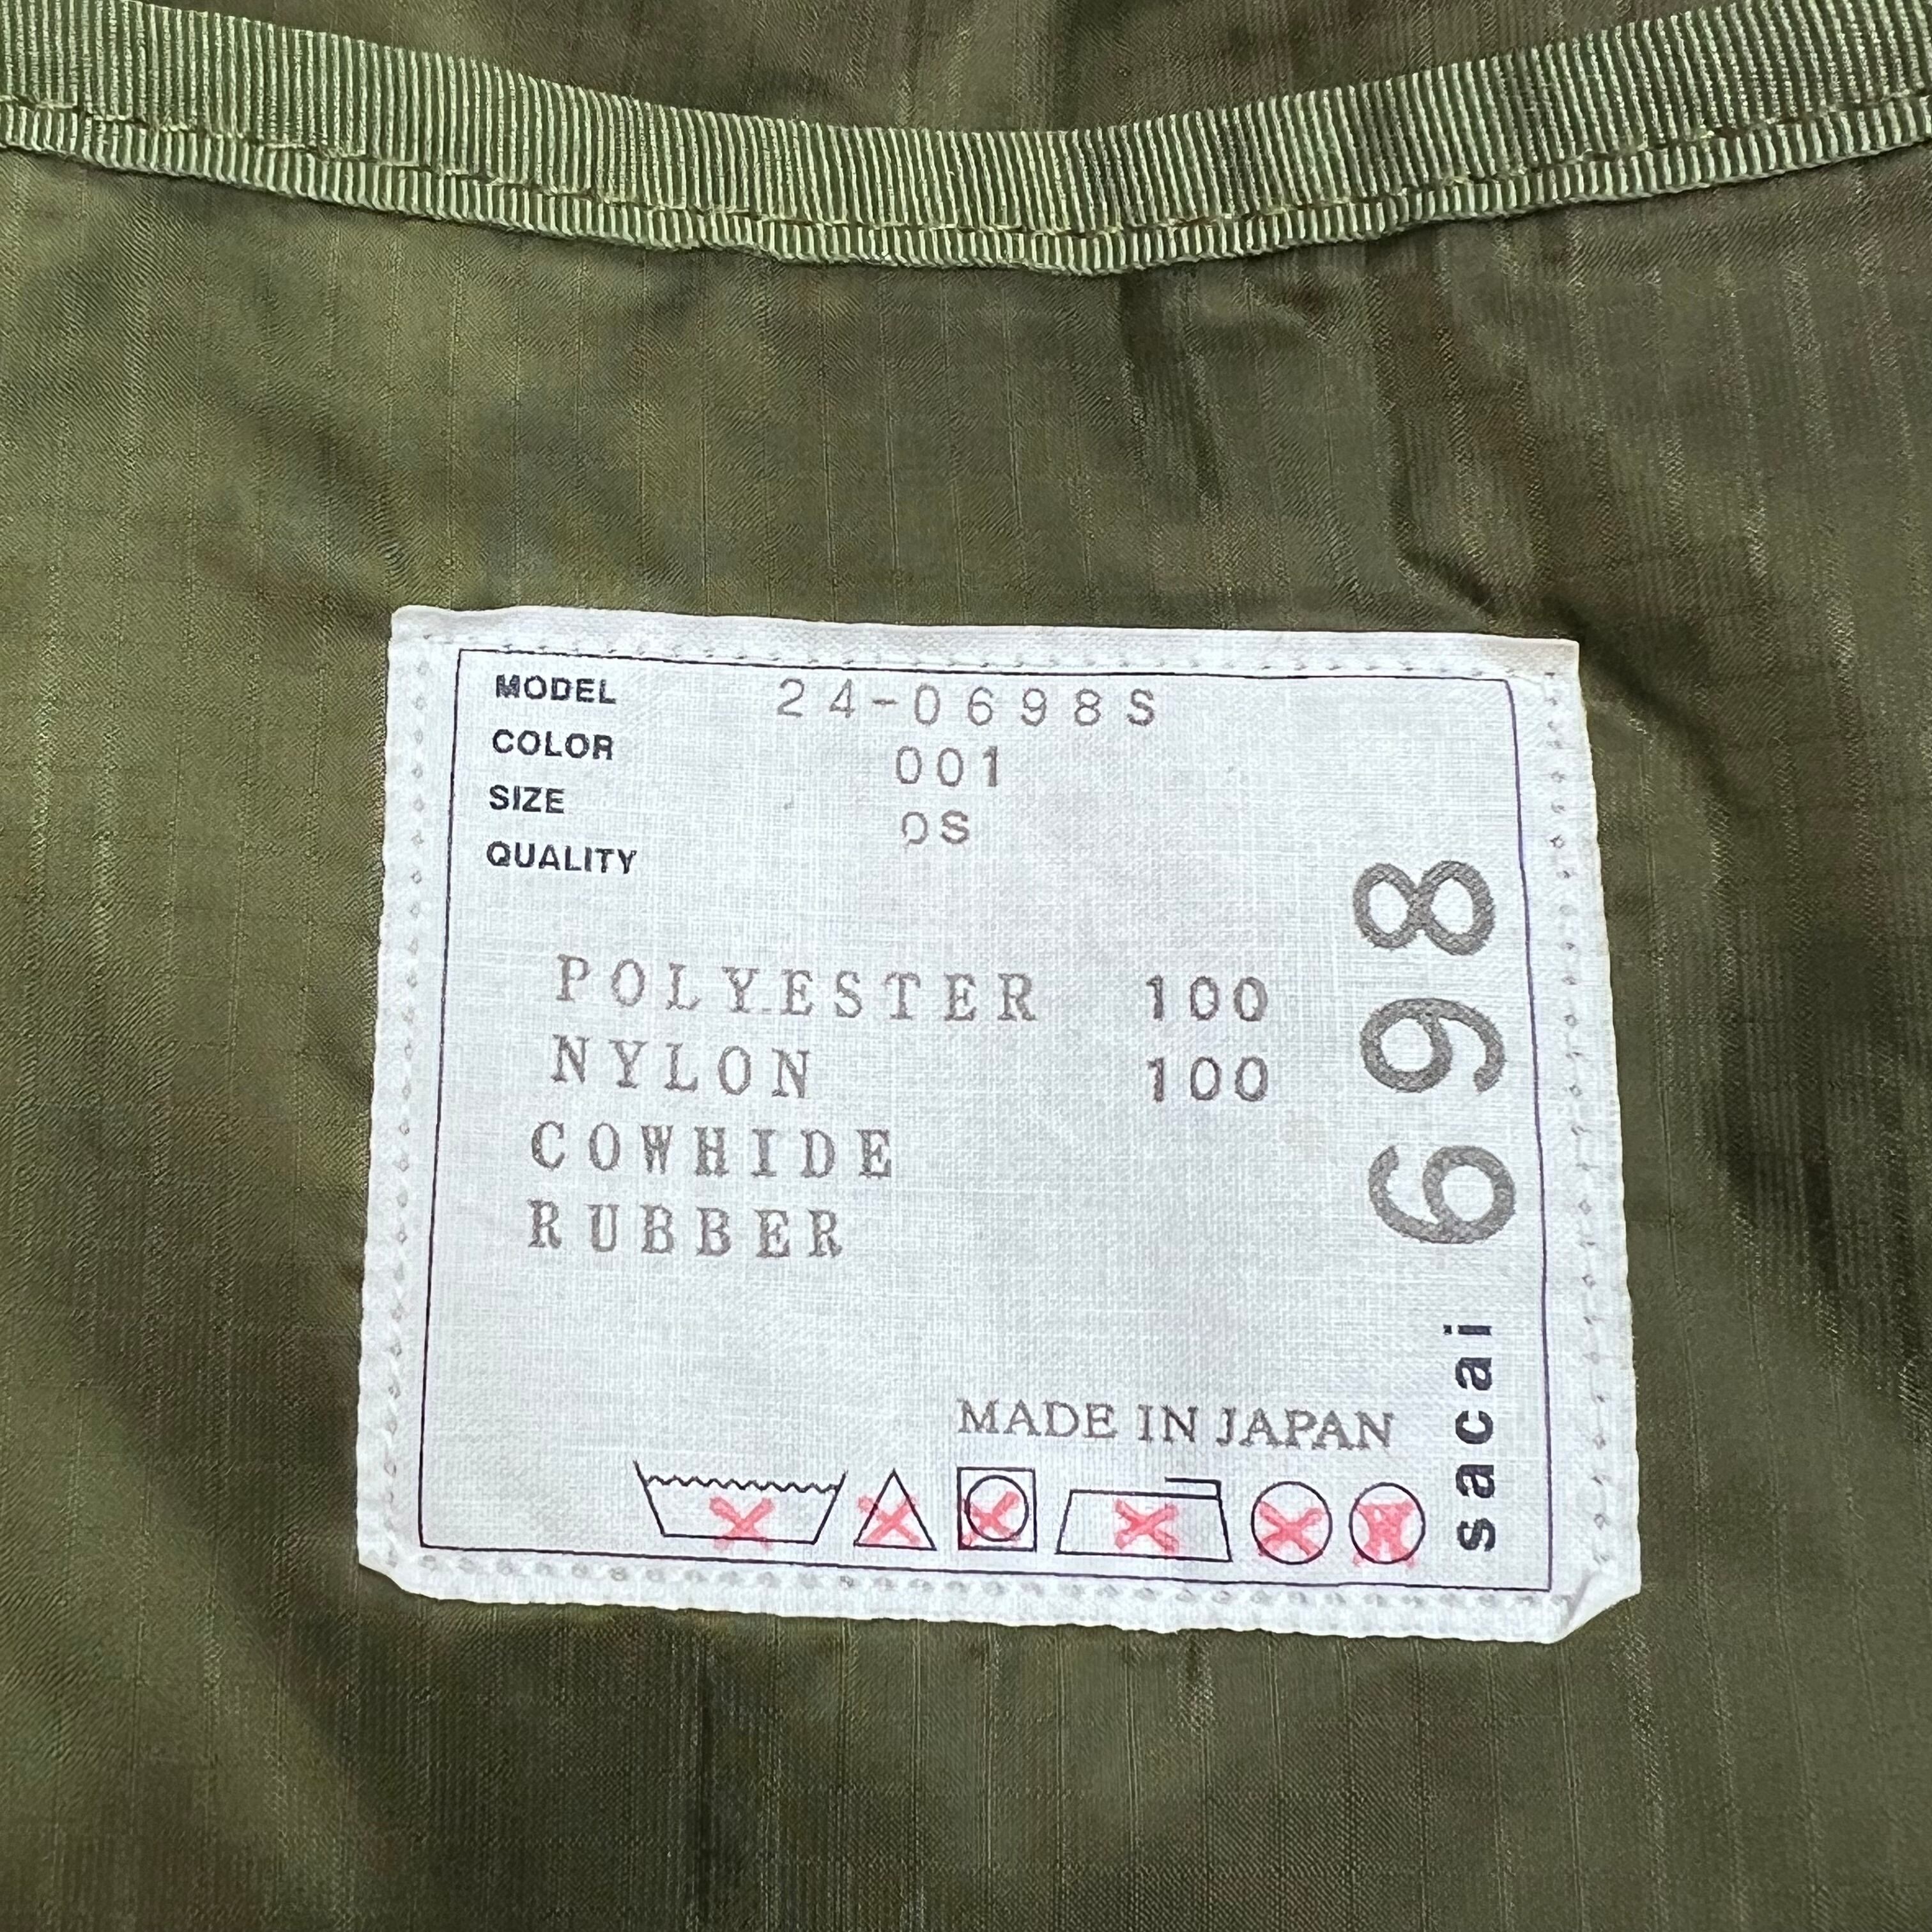 MODEL 24-0698S
COLOR 001
SIZE OS
QUALITY
POLYESTER 100
NYLON 100
COWHIDE
RUBBER
MADE IN JAPAN
sacai 698